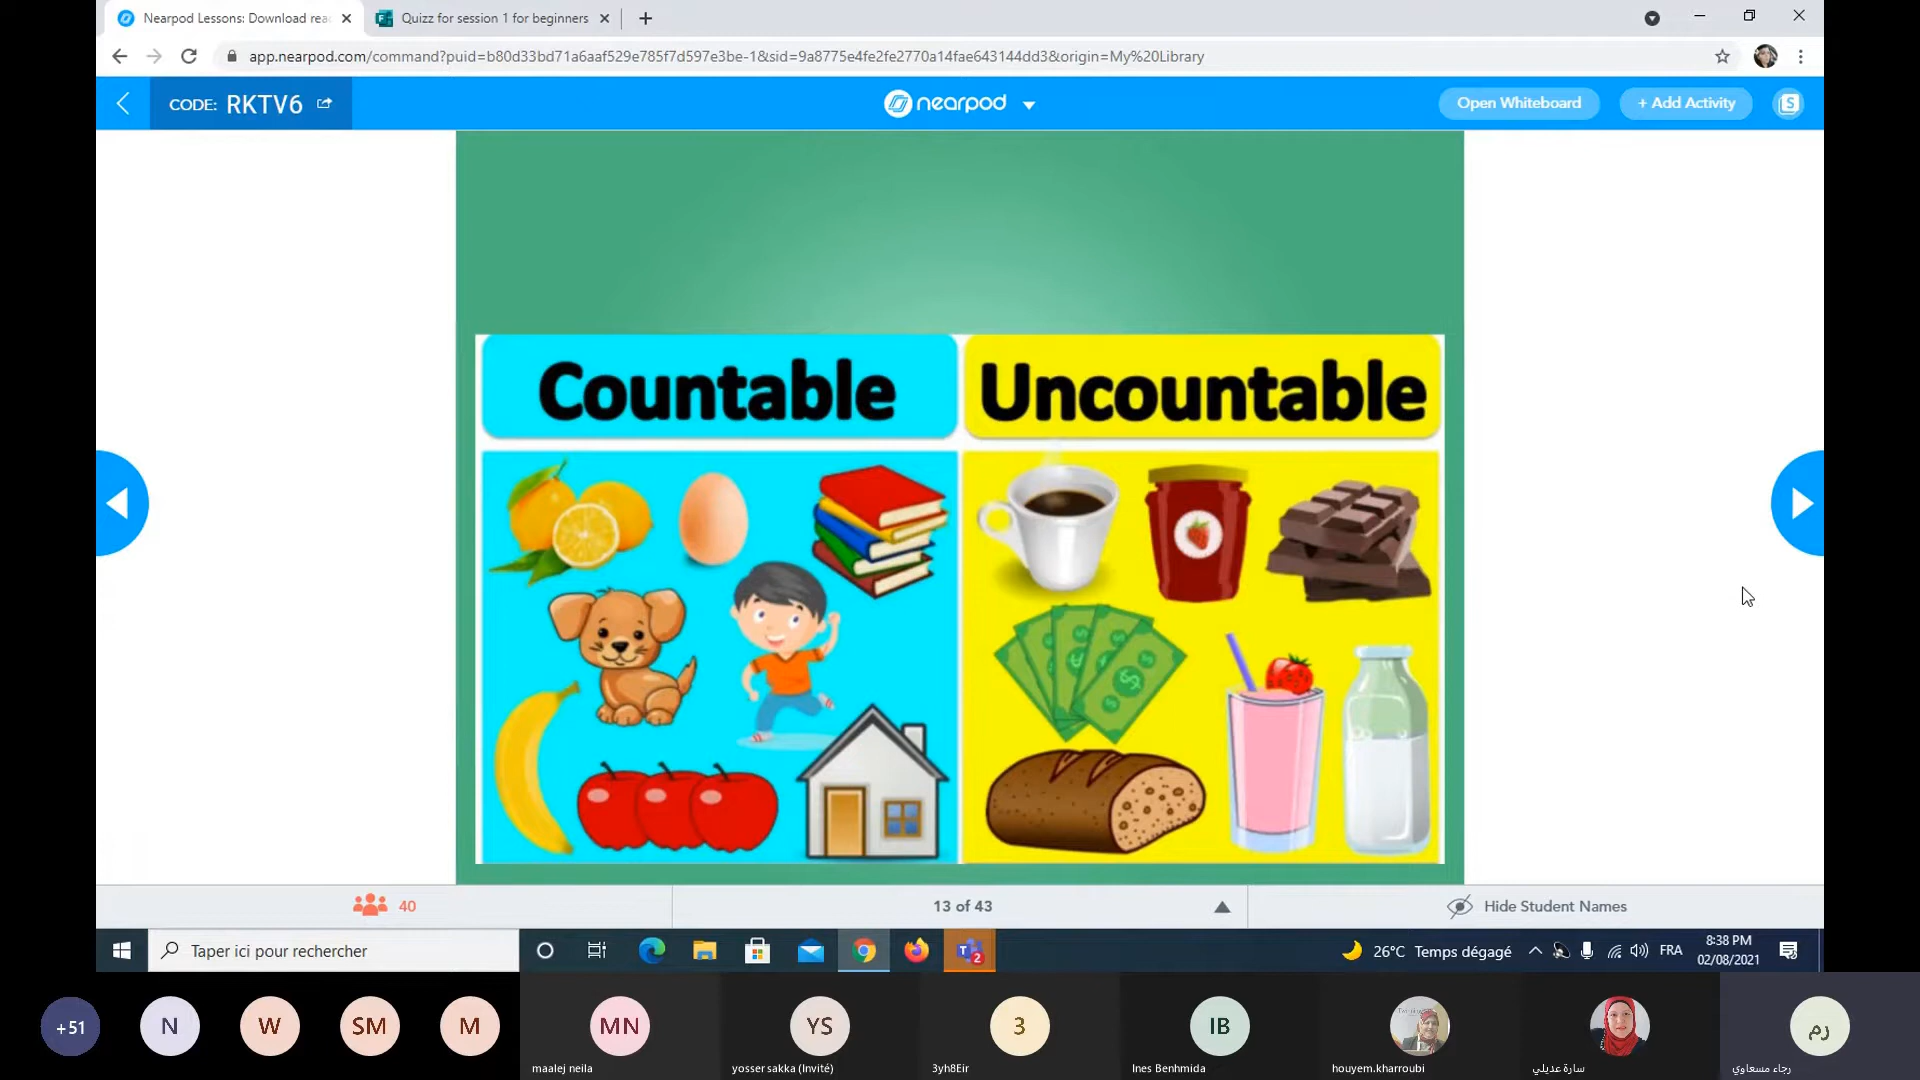 Nearpod Lessons: Download rea
Quizz for session 1 for beginners
app.nearpod.com/command?puid=b80d33bd71a6aaf529e785f7d597e3be-1&sid=9a8775e4fe2fe2770a14fae643144dd3&origin=My%20Library
CODE: RKTV6
nearpod
Open Whiteboard
+ Add Activity
S
Countable
Uncountable
40
13 of 43
Hide Student Names
Taper ici pour rechercher
2
26°C Temps dégagé
FRA
8:38 PM
02/08/2021
+51
N
W
SM
M
MN
YS
3
IB
رم
maalej neila
yosser sakka (Invité)
3yh8Eir
Ines Benhmida
houyem.kharroubi
سارة عديلي
رجاء مسعاوي